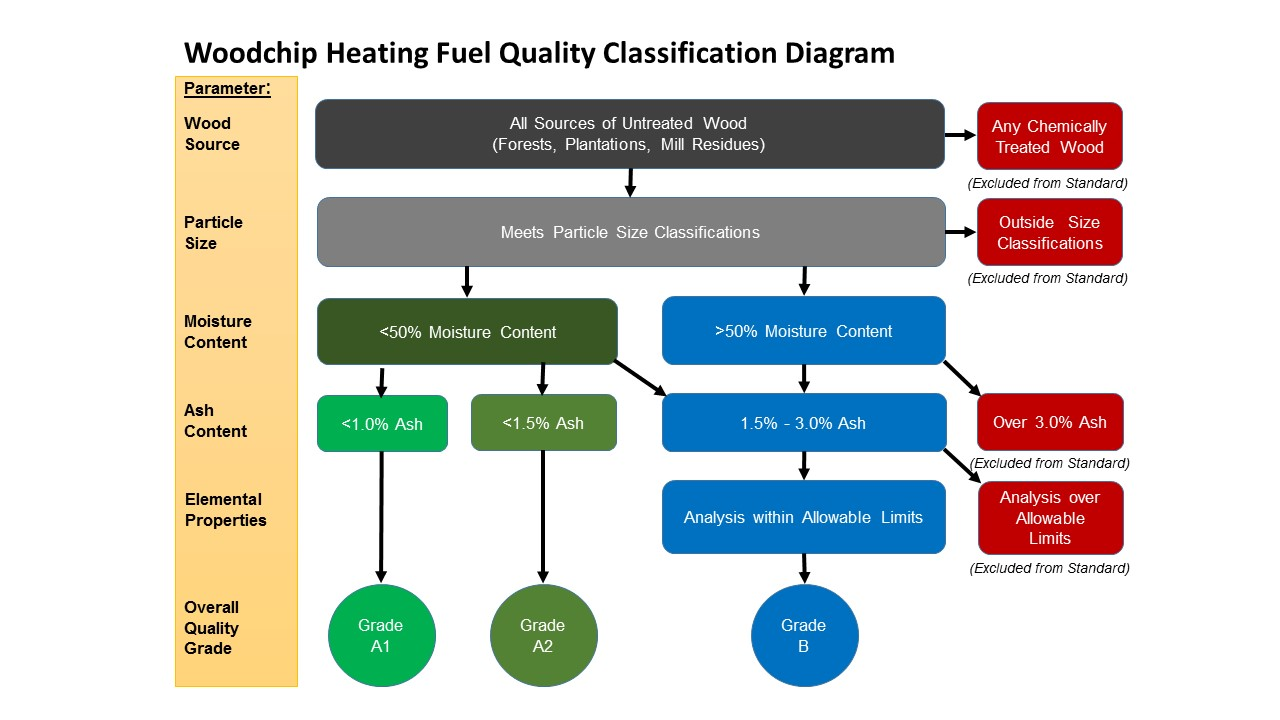 Woodchip Heating Fuel Quality Classification Diagram
Parameter:
Wood
Source
All Sources of Untreated Wood
(Forests, Plantations, Mill Residues)
Any Chemically
Treated Wood
(Excluded from Standard)
Particle
Size
Meets Particle Size Classifications
Outside Size
Classifications
(Excluded from Standard)
Moisture
Content
<50% Moisture Content
>50% Moisture Content
Ash
Content
<1.0% Ash
<1.5% Ash
1.5% - 3.0% Ash
Over 3.0% Ash
(Excluded from Standard)
Elemental
Properties
Analysis within Allowable Limits
Analysis over
Allowable
Limits
(Excluded from Standard)
Overall
Quality
Grade
Grade
A1
Grade
A2
Grade
B